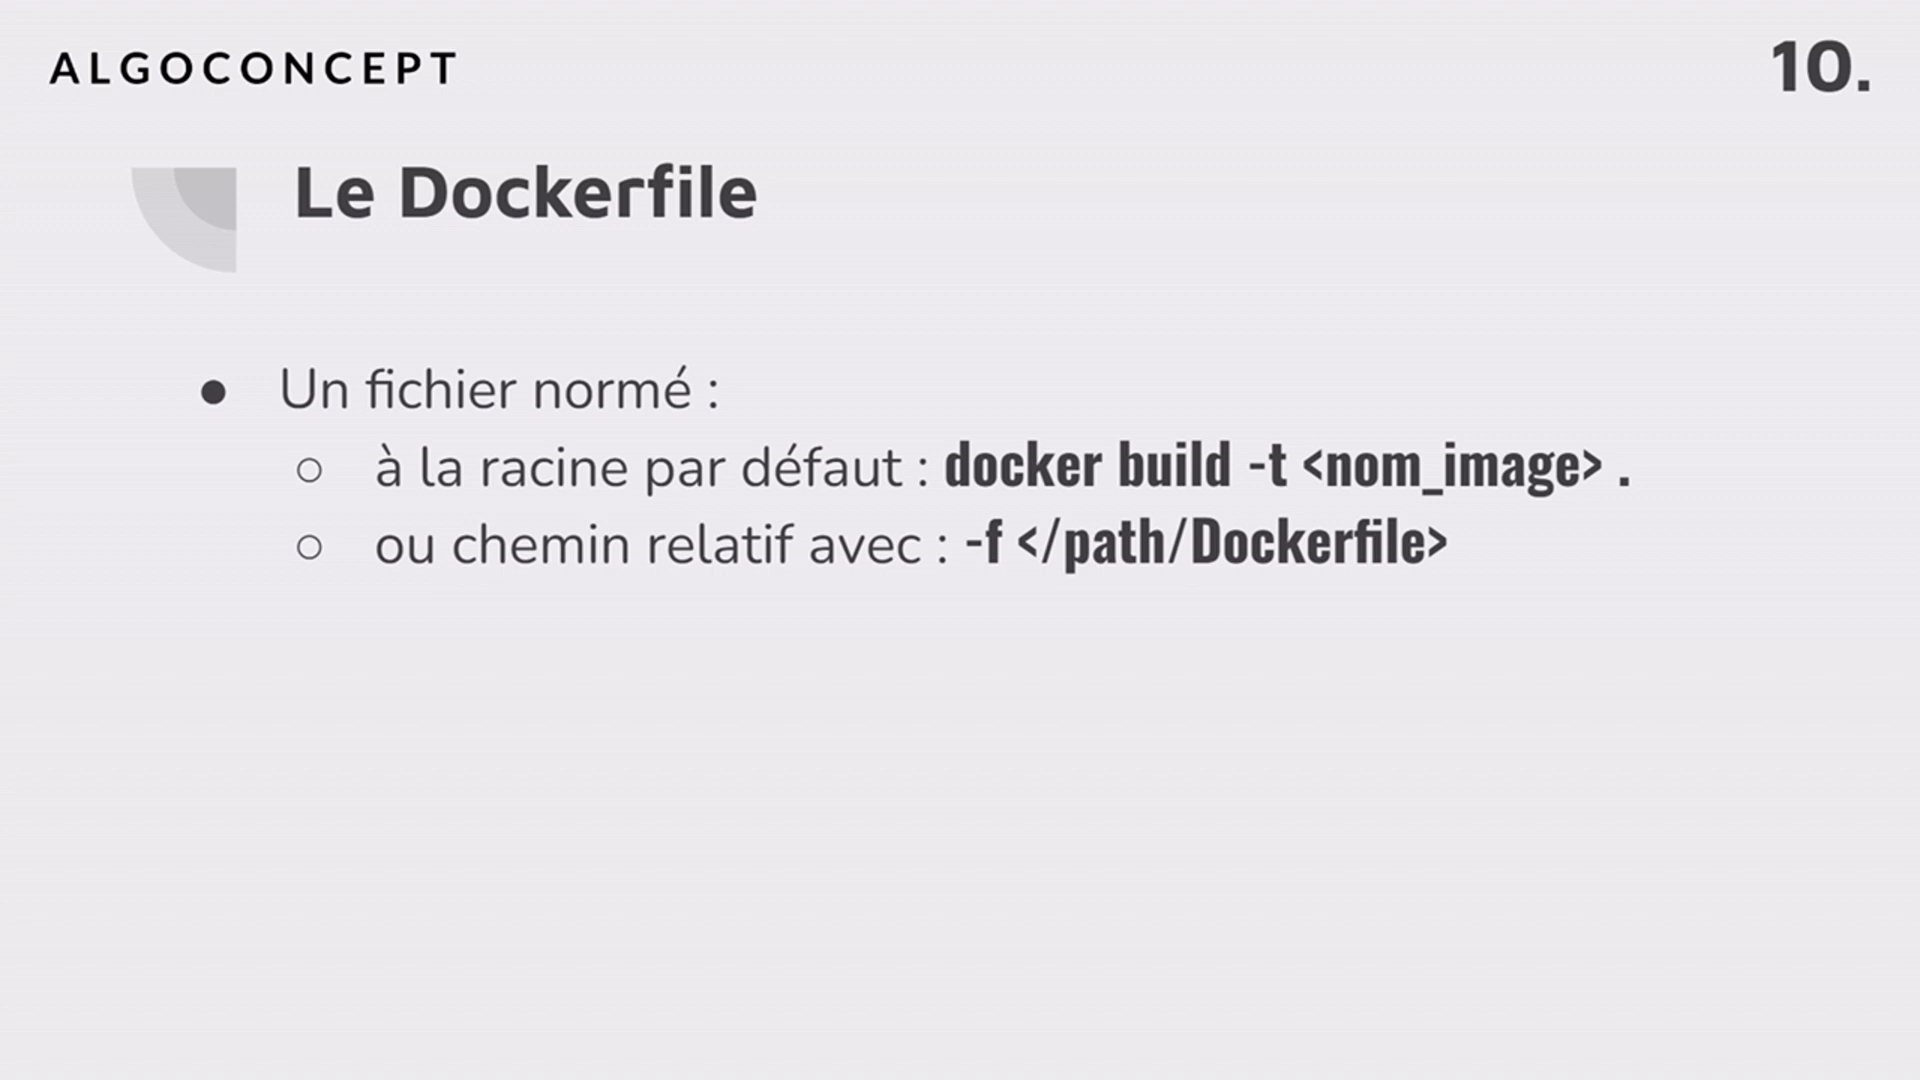 ALGOCONCEPT
10.
Le Dockerfile
● Un fichier normé :
○ à la racine par défaut : docker build -t <nom_image> .
○ ou chemin relatif avec : -f </path/Dockerfile>